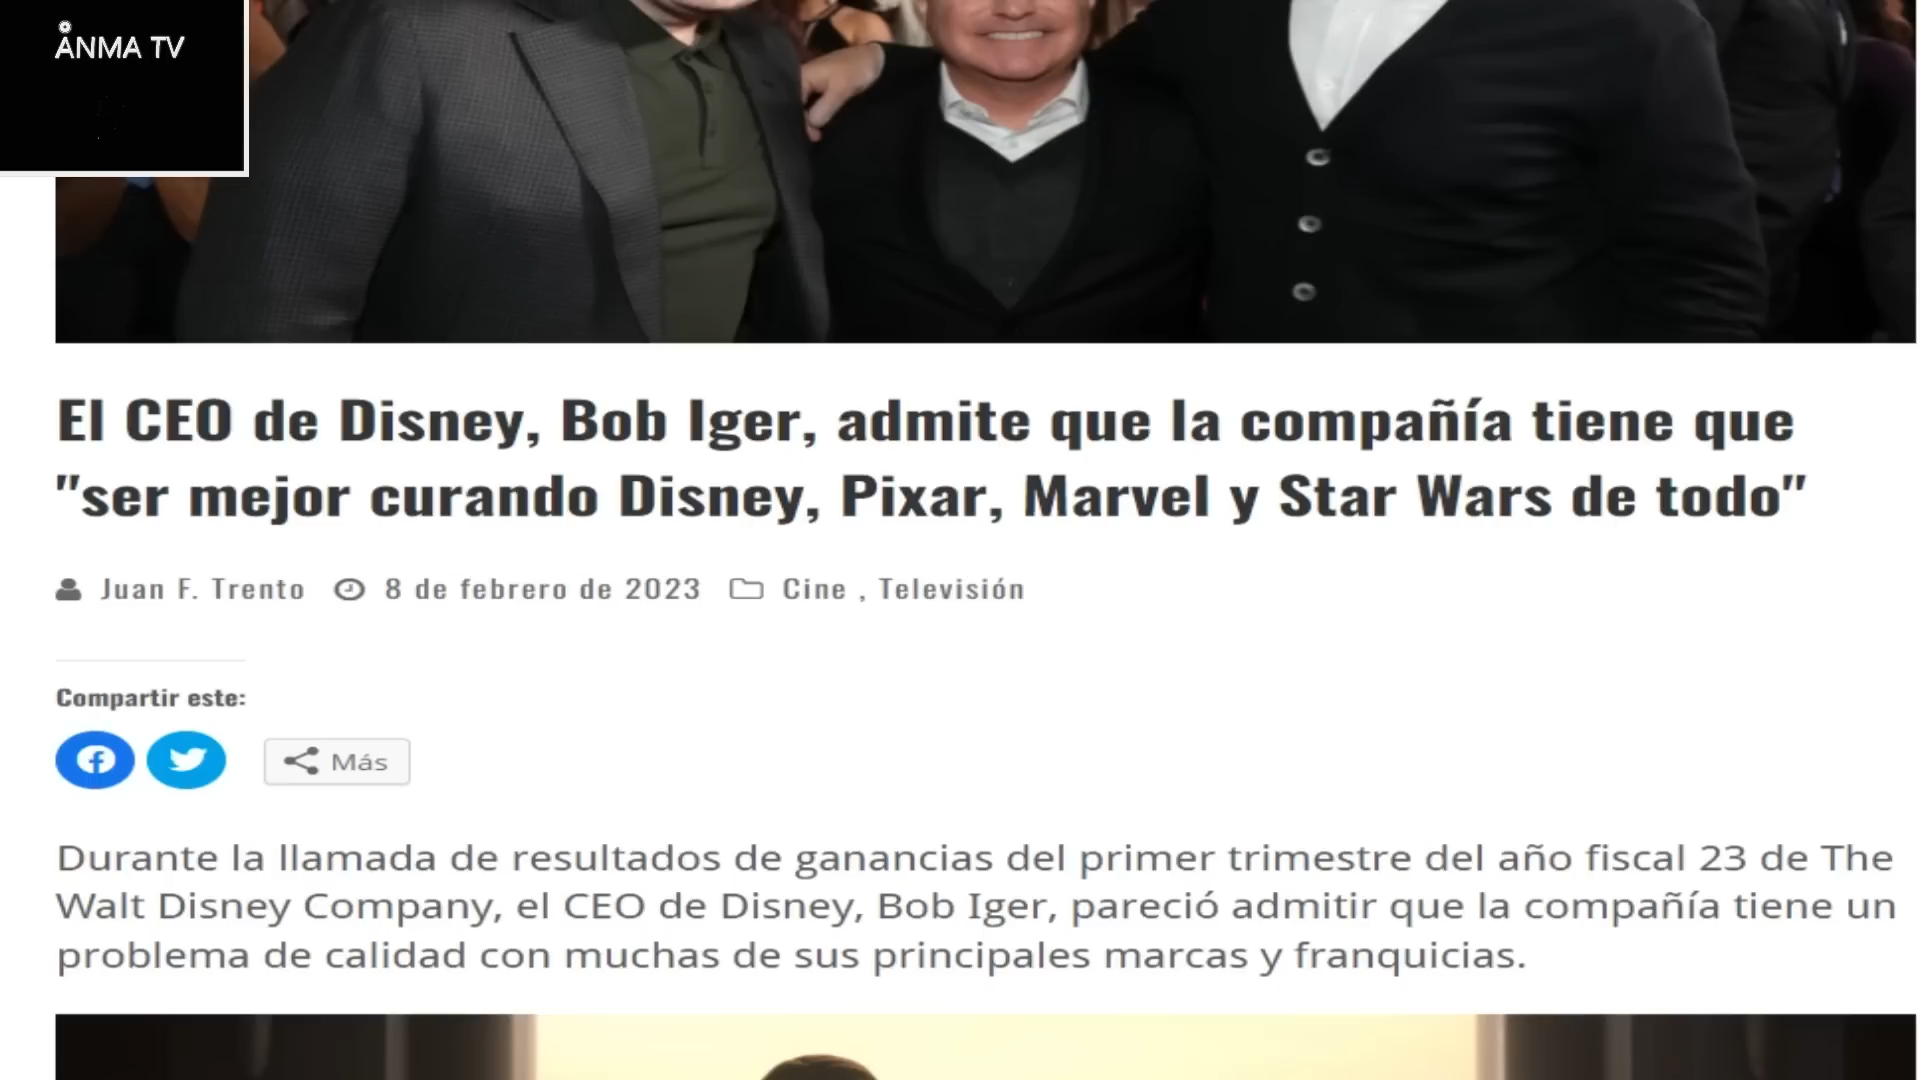 ÅNMA TV
El CEO de Disney, Bob Iger, admite que la compañía tiene que
"ser mejor curando Disney, Pixar, Marvel y Star Wars de todo"
Juan F. Trento 8 de febrero de 2023 Cine , Televisión
Compartir este:
Más
Durante la llamada de resultados de ganancias del primer trimestre del año fiscal 23 de The
Walt Disney Company, el CEO de Disney, Bob Iger, pareció admitir que la compañía tiene un
problema de calidad con muchas de sus principales marcas y franquicias.